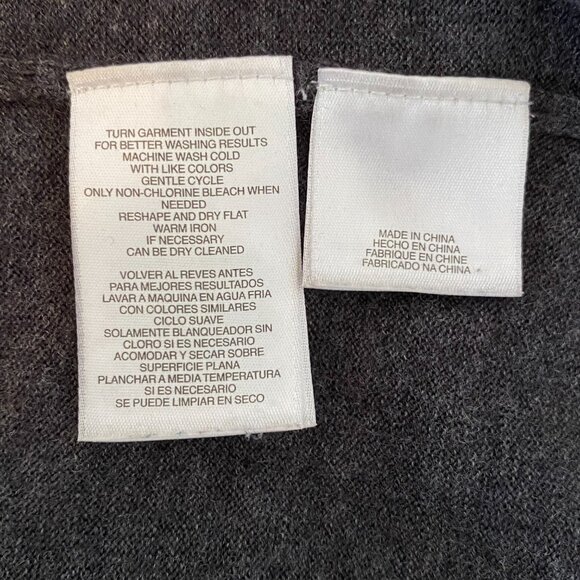 TURN GARMENT INSIDE OUT
FOR BETTER WASHING RESULTS
MACHINE WASH COLD
WITH LIKE COLORS
GENTLE CYCLE
ONLY NON-CHLORINE BLEACH WHEN
NEEDED
RESHAPE AND DRY FLAT
WARM IRON
IF NECESSARY
CAN BE DRY CLEANED
VOLVER AL REVES ANTES
PARA MEJORES RESULTADOS
LAVAR A MAQUINA EN AGUA FRIA
CON COLORES SIMILARES
CICLO SUAVE
SOLAMENTE BLANQUEADOR SIN
CLORO SI ES NECESARIO
ACOMODAR Y SECAR SOBRE
SUPERFICIE PLANA
PLANCHAR A MEDIA TEMPERATURA
SI ES NECESARIO
SE PUEDE LIMPIAR EN SECO
MADE IN CHINA
HECHO EN CHINA
FABRIQUE EN CHINE
FABRICADO NA CHINA